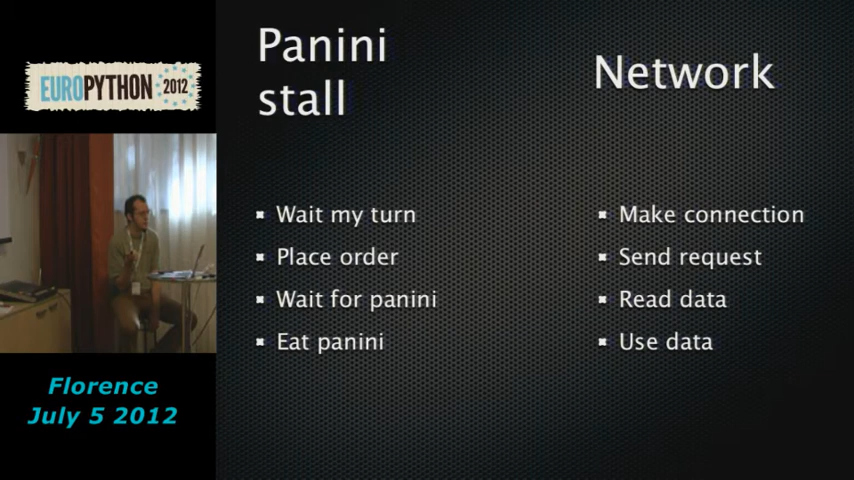 EUROPYTHON 2012
Florence
July 5 2012
Panini
stall
Wait my turn
Place order
Wait for panini
Eat panini
Network
Make connection
Send request
Read data
Use data